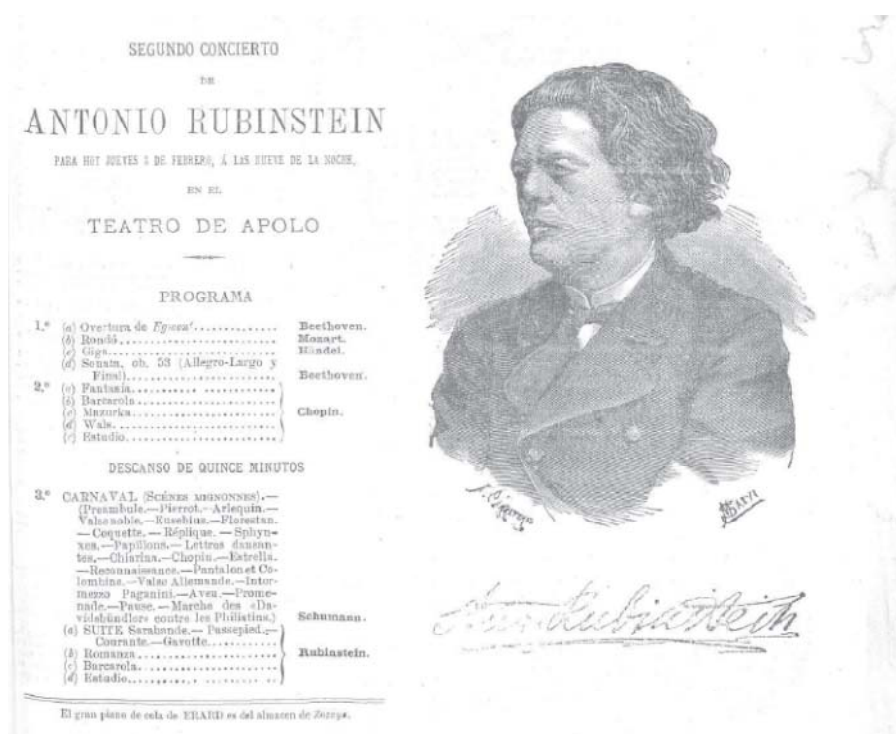 SEGUNDO CONCIERTO
DE
ANTONIO RUBINSTEIN
PARA HOY JUEVES 3 DE FEBRERO, Á LAS NUEVE DE LA NOCHE,
EN EL
TEATRO DE APOLO
PROGRAMA
1.º (a) Overtura de Egmont.............. Beethoven.
(b) Rondó.................... Mozart.
(c) Giga..................... Händel.
(d) Sonata, ob. 53 (Allegro-Largo y
Final)..................... Beethoven.
2.º (a) Fantasía.....................
(b) Barcarola.....................
(c) Mazurka..................... Chopin.
(d) Wals.....................
(e) Estudio.....................
DESCANSO DE QUINCE MINUTOS
3.º CARNAVAL (SCÈNES MIGNONNES).—
(Preambule.—Pierrot.—Arlequin.—
Valse noble.—Eusebius.—Florestan.
—Coquette.—Réplique.—Sphyn-
xes.—Papillons.—Lettres dansan-
tes.—Chiarina.—Chopin.—Estrella.
—Reconnaissance.—Pantalon et Co-
lombine.—Valse Allemande.—Inter-
mezzo Paganini.—Aveu.—Prome-
nade.—Pause.—Marche des «Da-
vidsbündler» contre les Philistins.) Schumann.
(a) SUITE Sarabande.—Passepied.—
Courante.—Gavotte...........
(b) Romanza..................... Rubinstein.
(c) Barcarola.....................
(d) Estudio.....................
El gran piano de cola de ERARD es del almacen de Zozaya.
Rubinstein